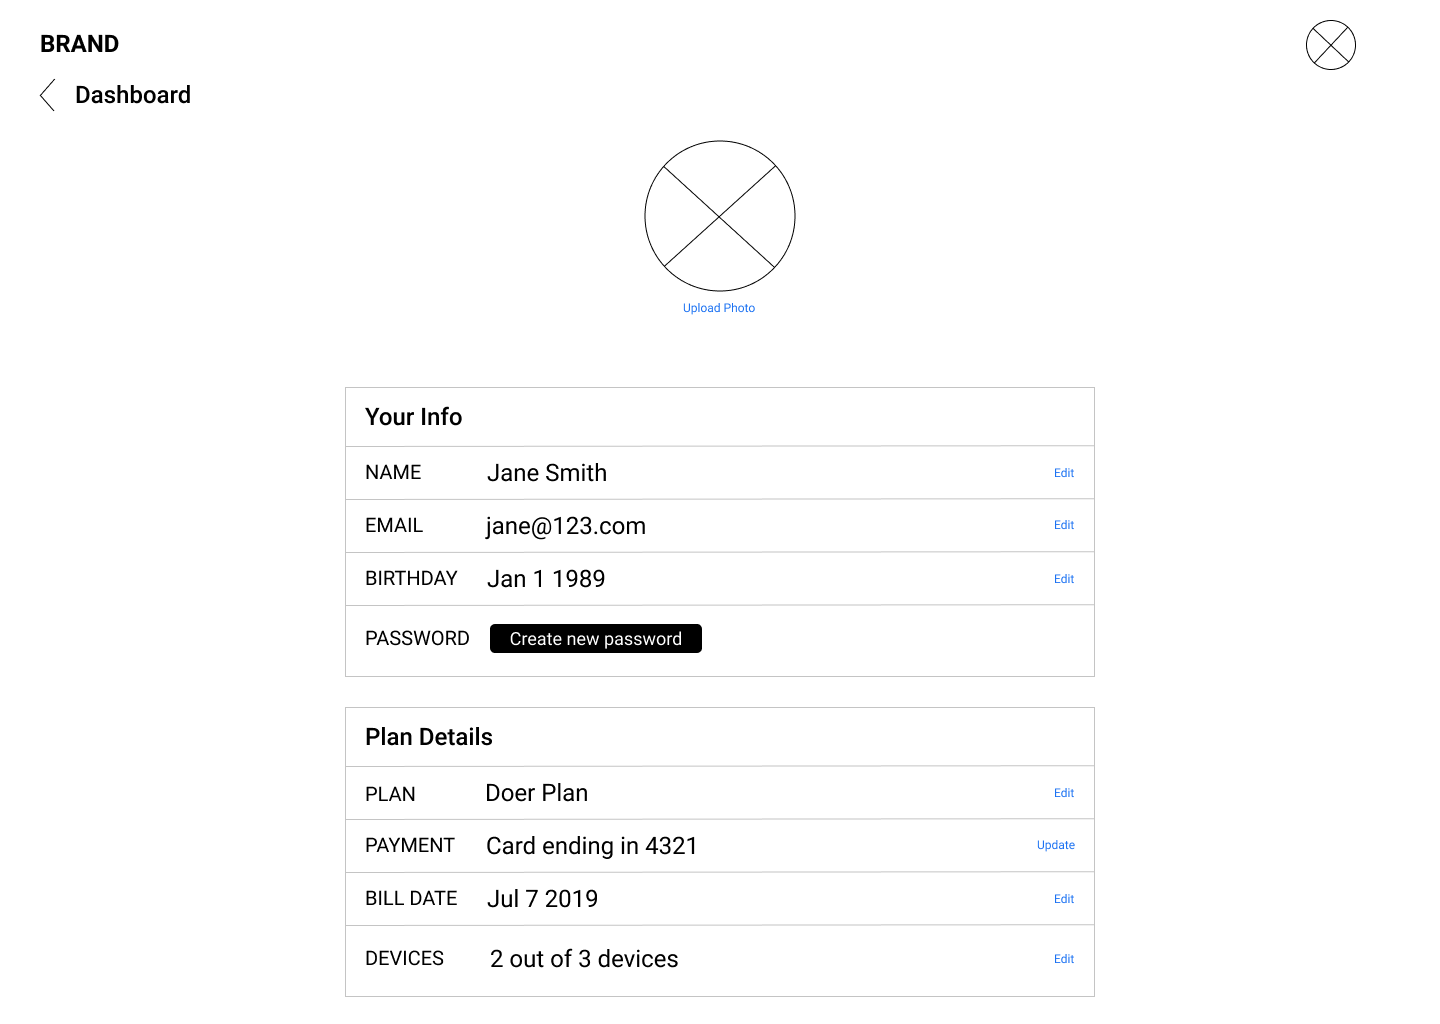 BRAND
Dashboard
Upload Photo
Your Info
NAME Jane Smith Edit
EMAIL jane@123.com Edit
BIRTHDAY Jan 1 1989 Edit
PASSWORD Create new password
Plan Details
PLAN Doer Plan Edit
PAYMENT Card ending in 4321 Update
BILL DATE Jul 7 2019 Edit
DEVICES 2 out of 3 devices Edit